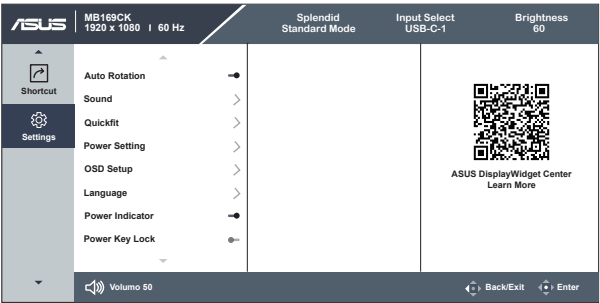 ASUS
MB169CK
1920 x 1080 I 60 Hz
Splendid
Standard Mode
Input Select
USB-C-1
Brightness
60
Shortcut
Settings
Auto Rotation
Sound
Quickfit
Power Setting
OSD Setup
Language
Power Indicator
Power Key Lock
ASUS DisplayWidget Center
Learn More
Volumo 50
Back/Exit
Enter